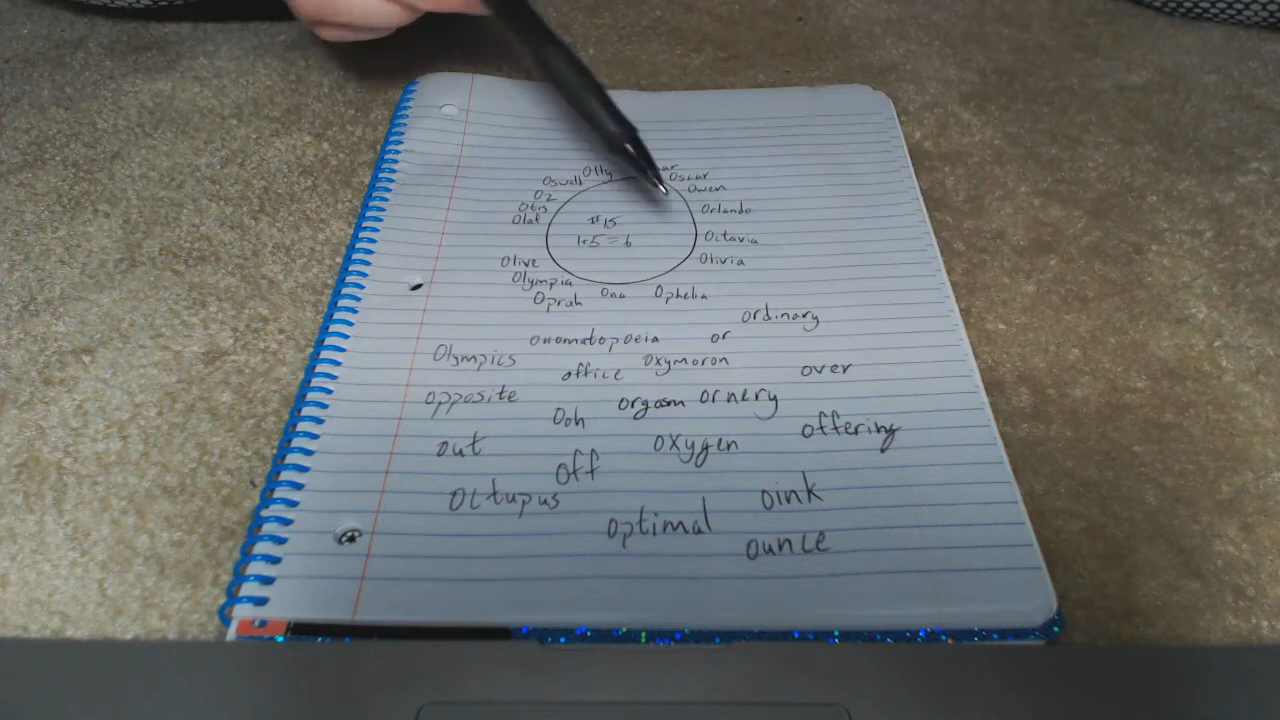 Olly
Oscar
Oswald
Owen
Oz
Otis
Orlando
Olaf
#15
1+5=6
Octavia
Olive
Olivia
Olympia
Oprah
Ona
Ophelia
ordinary
onomatopoeia or
Olympics
office oxymoron over
opposite
Ooh orgasm ornery
out oxygen offering
off
Octupus oink
optimal
ounce